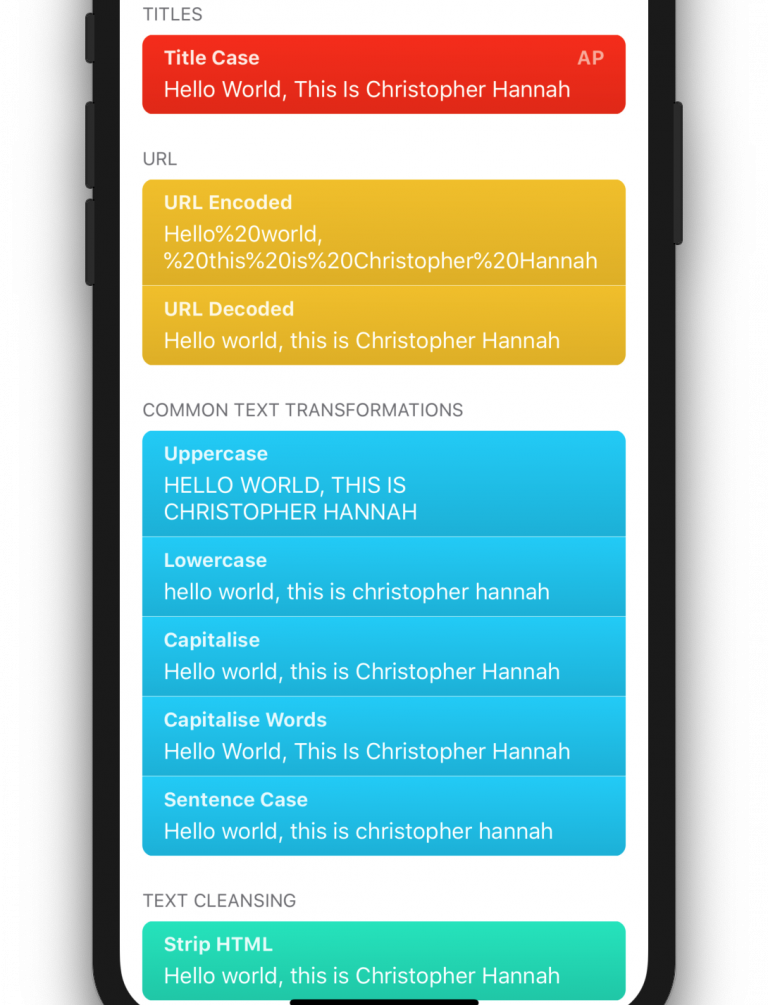 TITLES
Title Case AP
Hello World, This Is Christopher Hannah
URL
URL Encoded
Hello%20world,
%20this%20is%20Christopher%20Hannah
URL Decoded
Hello world, this is Christopher Hannah
COMMON TEXT TRANSFORMATIONS
Uppercase
HELLO WORLD, THIS IS
CHRISTOPHER HANNAH
Lowercase
hello world, this is christopher hannah
Capitalise
Hello world, this is Christopher Hannah
Capitalise Words
Hello World, This Is Christopher Hannah
Sentence Case
Hello world, this is christopher hannah
TEXT CLEANSING
Strip HTML
Hello world, this is Christopher Hannah